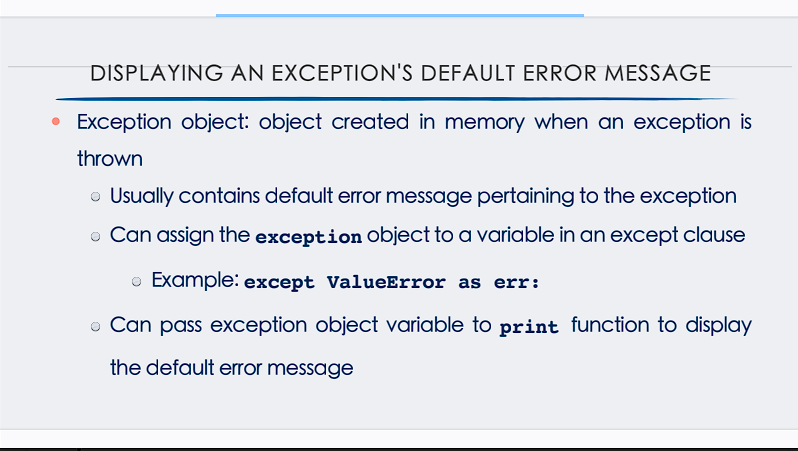 DISPLAYING AN EXCEPTION'S DEFAULT ERROR MESSAGE
Exception object: object created in memory when an exception is
thrown
Usually contains default error message pertaining to the exception
Can assign the exception object to a variable in an except clause
Example: except ValueError as err:
Can pass exception object variable to print function to display
the default error message